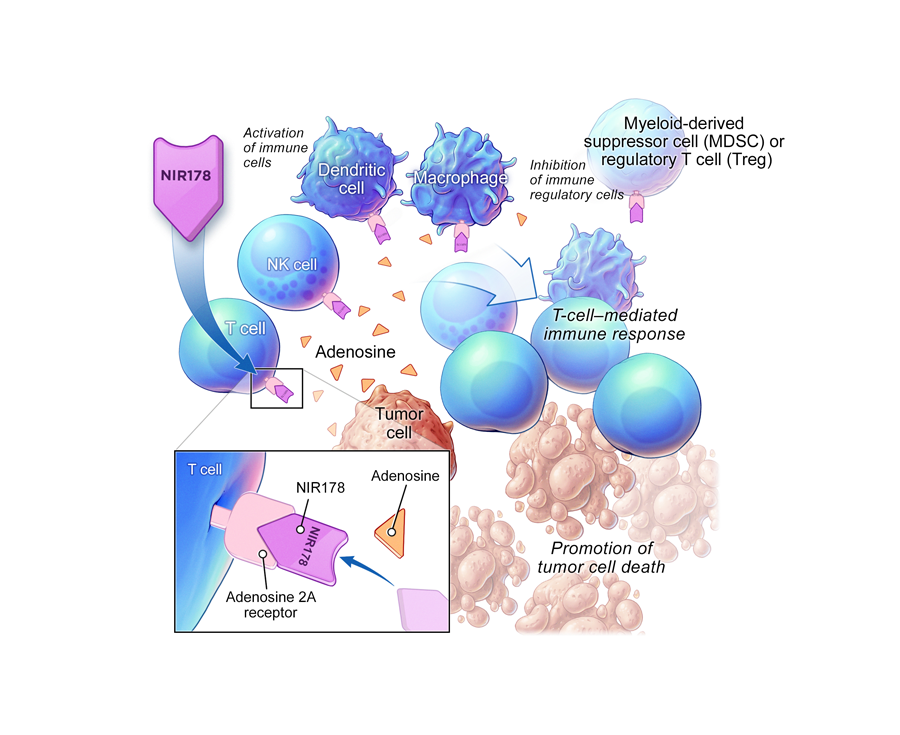 NIR178
Activation
of immune
cells
Dendritic
cell
Macrophage
Myeloid-derived
suppressor cell (MDSC) or
regulatory T cell (Treg)
Inhibition
of immune
regulatory cells
NK cell
T cell
Adenosine
T-cell–mediated
immune response
Tumor
cell
T cell
NIR178
Adenosine
NIR178
Adenosine 2A
receptor
Promotion of
tumor cell death